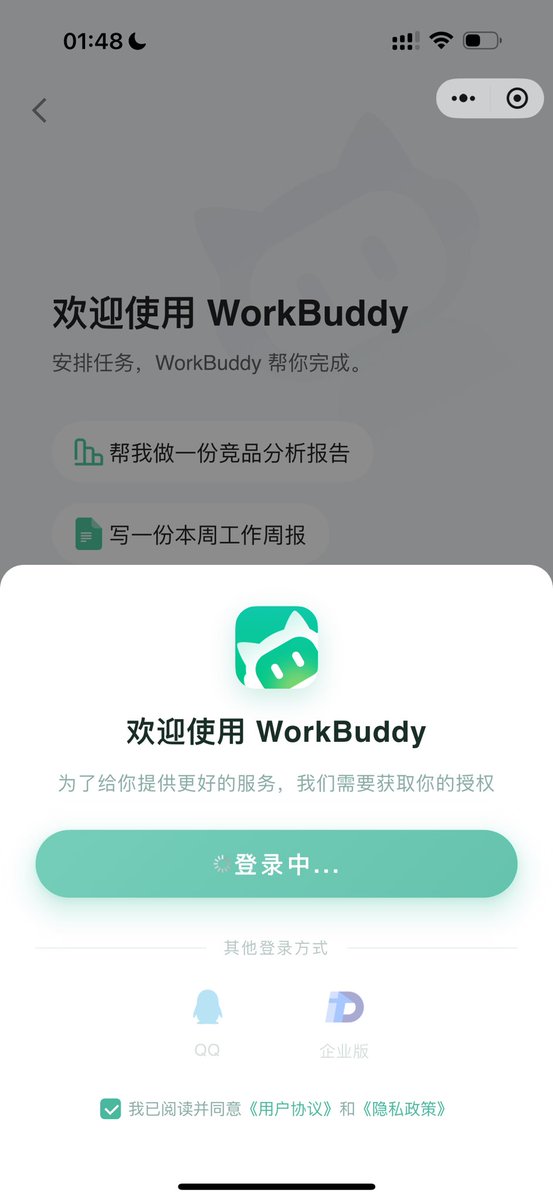 01:48
欢迎使用 WorkBuddy
安排任务，WorkBuddy 帮你完成。
帮我做一份竞品分析报告
写一份本周工作周报
欢迎使用 WorkBuddy
为了给你提供更好的服务，我们需要获取你的授权
登录中...
其他登录方式
QQ
企业版
我已阅读并同意《用户协议》和《隐私政策》